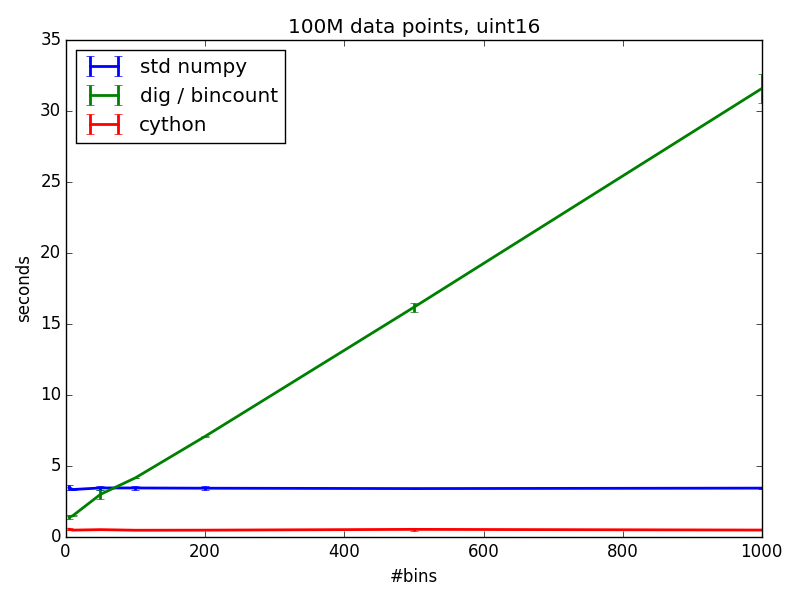 100M data points, uint16
std numpy
dig / bincount
cython
35
30
25
20
15
10
5
0
seconds
0 200 400 600 800 1000
#bins